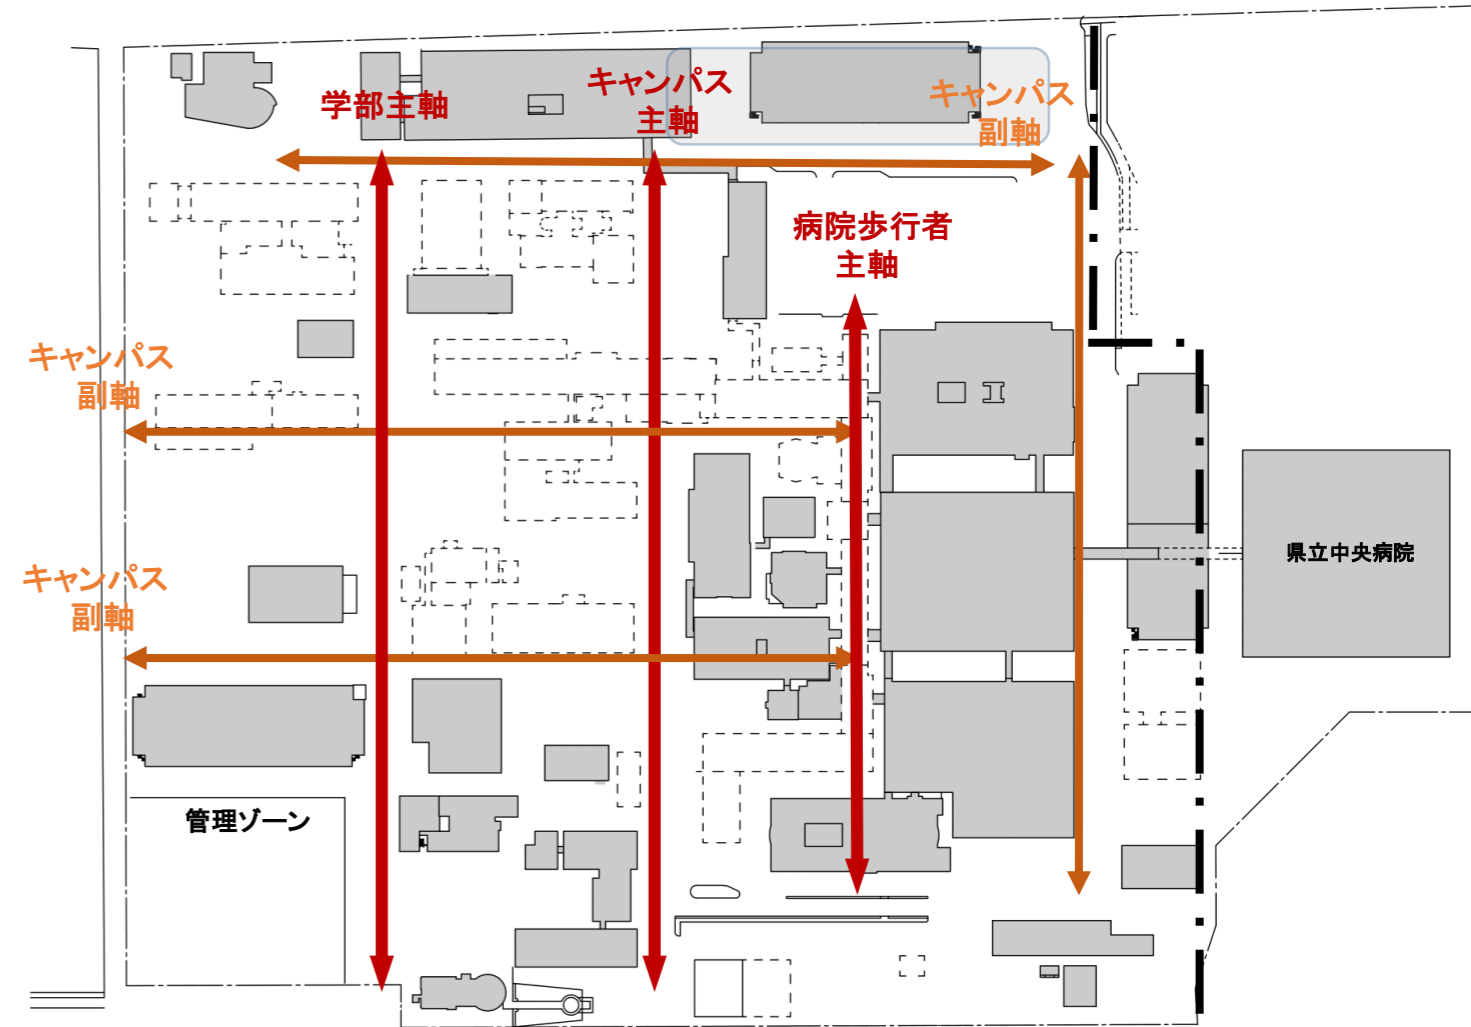 学部主軸
キャンパス
主軸
キャンパス
副軸
病院歩行者
主軸
キャンパス
副軸
県立中央病院
キャンパス
副軸
管理ゾーン